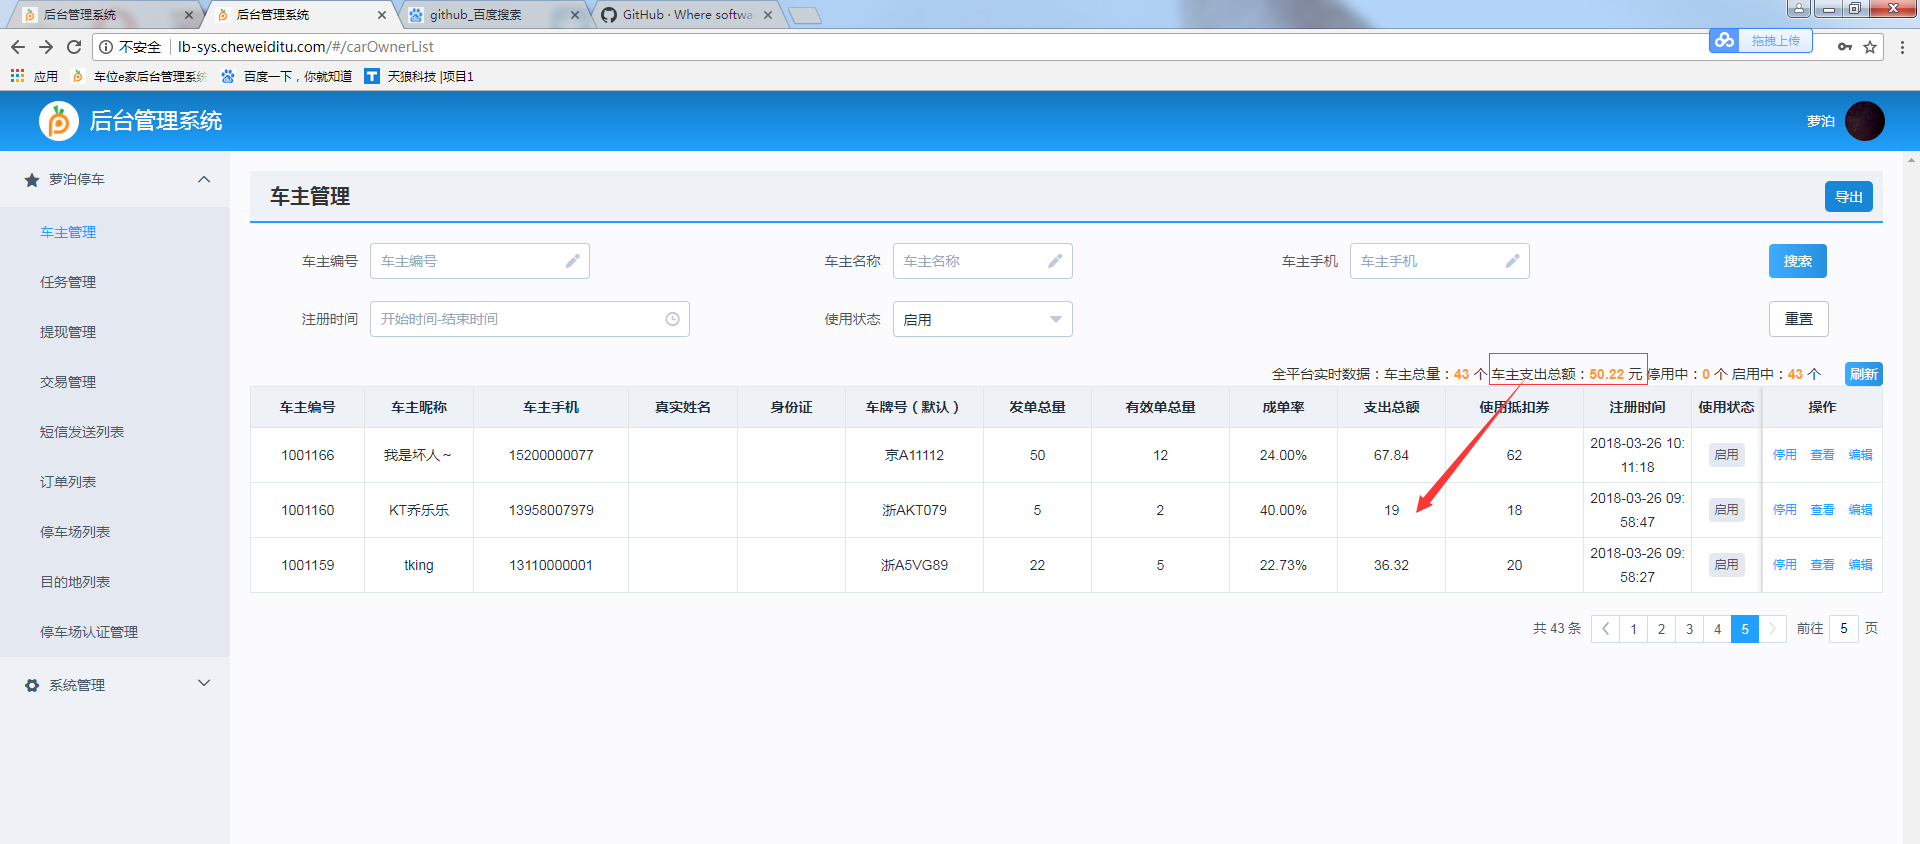 后台管理系统
后台管理系统
github_百度搜索
GitHub · Where softwa
不安全 lb-sys.cheweiditu.com/#/carOwnerList
拖拽上传
应用 车位e家后台管理系统 百度一下，你就知道 天狼科技 |项目1
后台管理系统
萝泊
萝泊停车
车主管理
任务管理
提现管理
交易管理
短信发送列表
订单列表
停车场列表
目的地列表
停车场认证管理
系统管理
车主管理
导出
车主编号 车主编号 车主名称 车主名称 车主手机 车主手机 搜索
注册时间 开始时间-结束时间 使用状态 启用 重置
全平台实时数据：车主总量：43 个 车主支出总额：50.22 元 停用中：0 个 启用中：43 个 刷新
车主编号 车主昵称 车主手机 真实姓名 身份证 车牌号（默认） 发单总量 有效单总量 成单率 支出总额 使用抵扣券 注册时间 使用状态 操作
1001166 我是坏人～ 15200000077 京A11112 50 12 24.00% 67.84 62 2018-03-26 10:11:18 启用 停用 查看 编辑
1001160 KT乔乐乐 13958007979 浙AKT079 5 2 40.00% 19 18 2018-03-26 09:58:47 启用 停用 查看 编辑
1001159 tking 13110000001 浙A5VG89 22 5 22.73% 36.32 20 2018-03-26 09:58:27 启用 停用 查看 编辑
共 43 条 1 2 3 4 5 前往 5 页